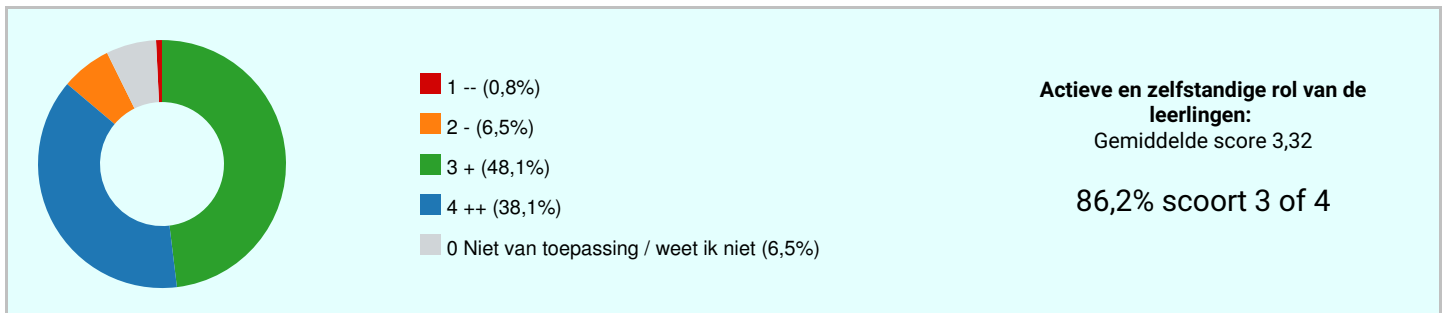 1 -- (0,8%)
2 - (6,5%)
3 + (48,1%)
4 ++ (38,1%)
0 Niet van toepassing / weet ik niet (6,5%)
Actieve en zelfstandige rol van de
leerlingen:
Gemiddelde score 3,32
86,2% scoort 3 of 4